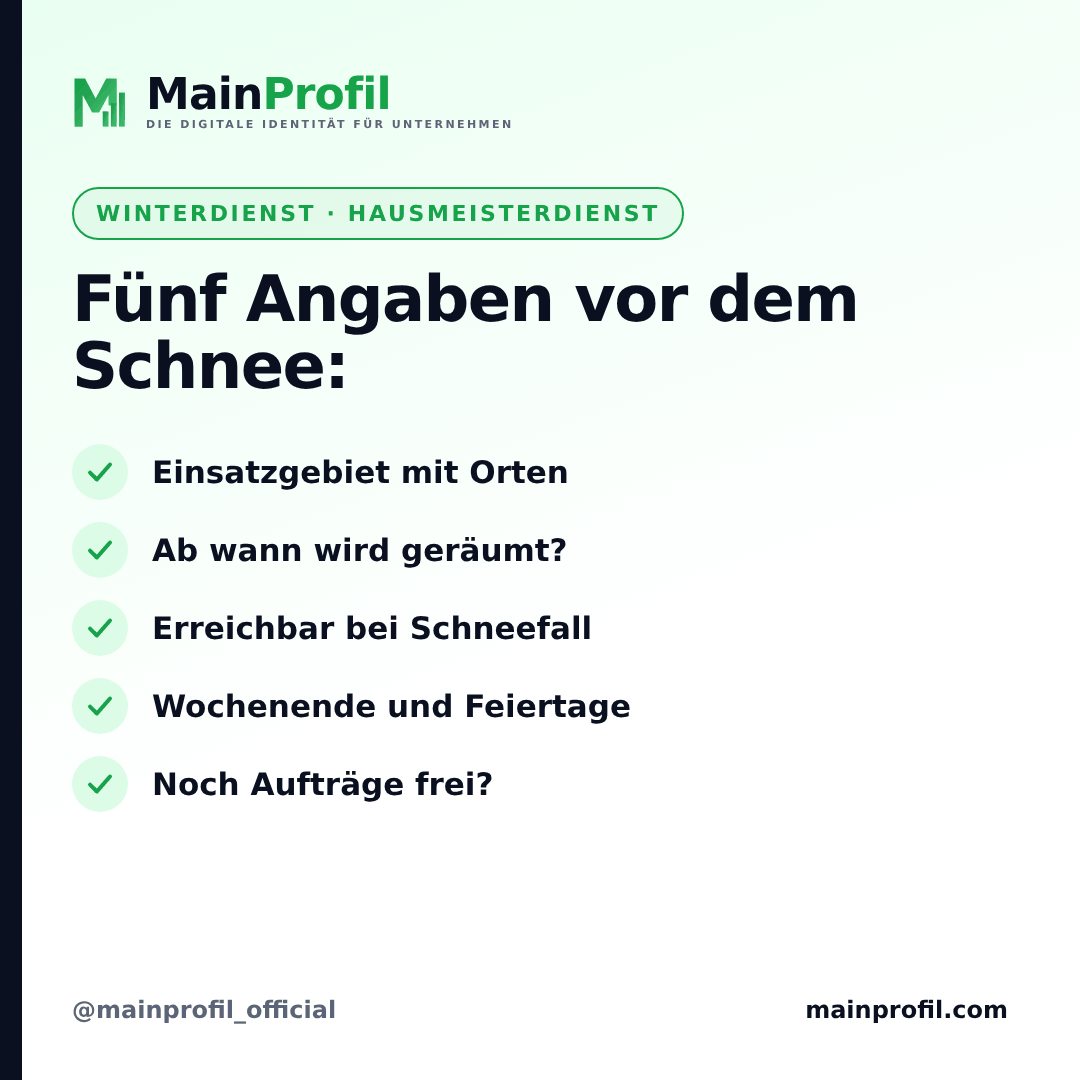 MainProfil
DIE DIGITALE IDENTITÄT FÜR UNTERNEHMEN
WINTERDIENST · HAUSMEISTERDIENST
Fünf Angaben vor dem
Schnee:
Einsatzgebiet mit Orten
Ab wann wird geräumt?
Erreichbar bei Schneefall
Wochenende und Feiertage
Noch Aufträge frei?
@mainprofil_official
mainprofil.com